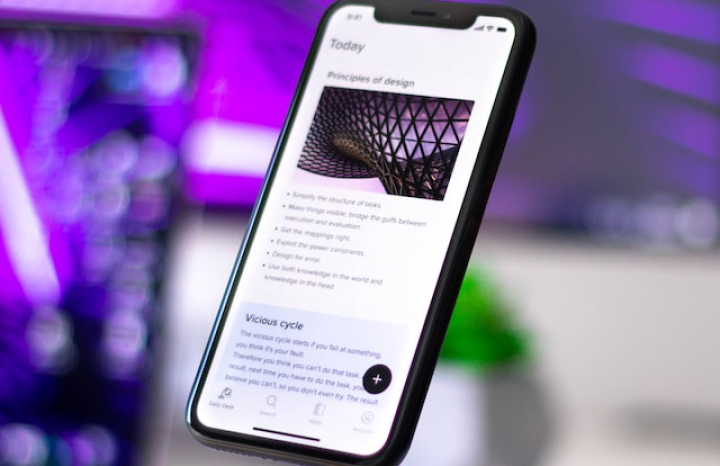 9:41
Today
Principles of design
• Simplify the structure of tasks.
• Make things visible, bridge the gulfs between
execution and evaluation.
• Get the mappings right.
• Exploit the power constraints.
• Design for error.
• Use both knowledge in the world and
knowledge in the head.
Vicious cycle
The vicious cycle starts if you fail at something,
you think it's your fault.
Therefore you think you can't do that task.
result, next time you have to do the task, you
believe you can't, so you don't even try. The result
+
Daily Desk
Search
Account